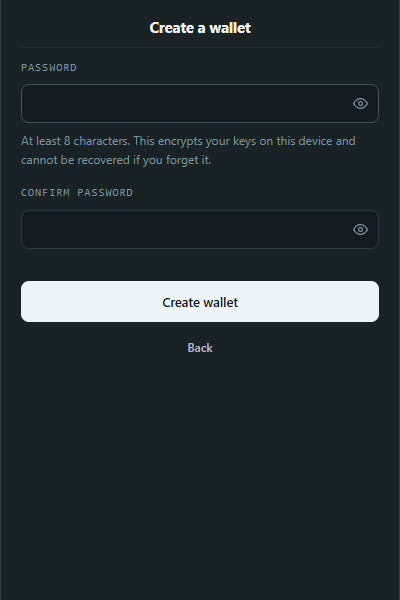 Create a wallet
PASSWORD
At least 8 characters. This encrypts your keys on this device and
cannot be recovered if you forget it.
CONFIRM PASSWORD
Create wallet
Back